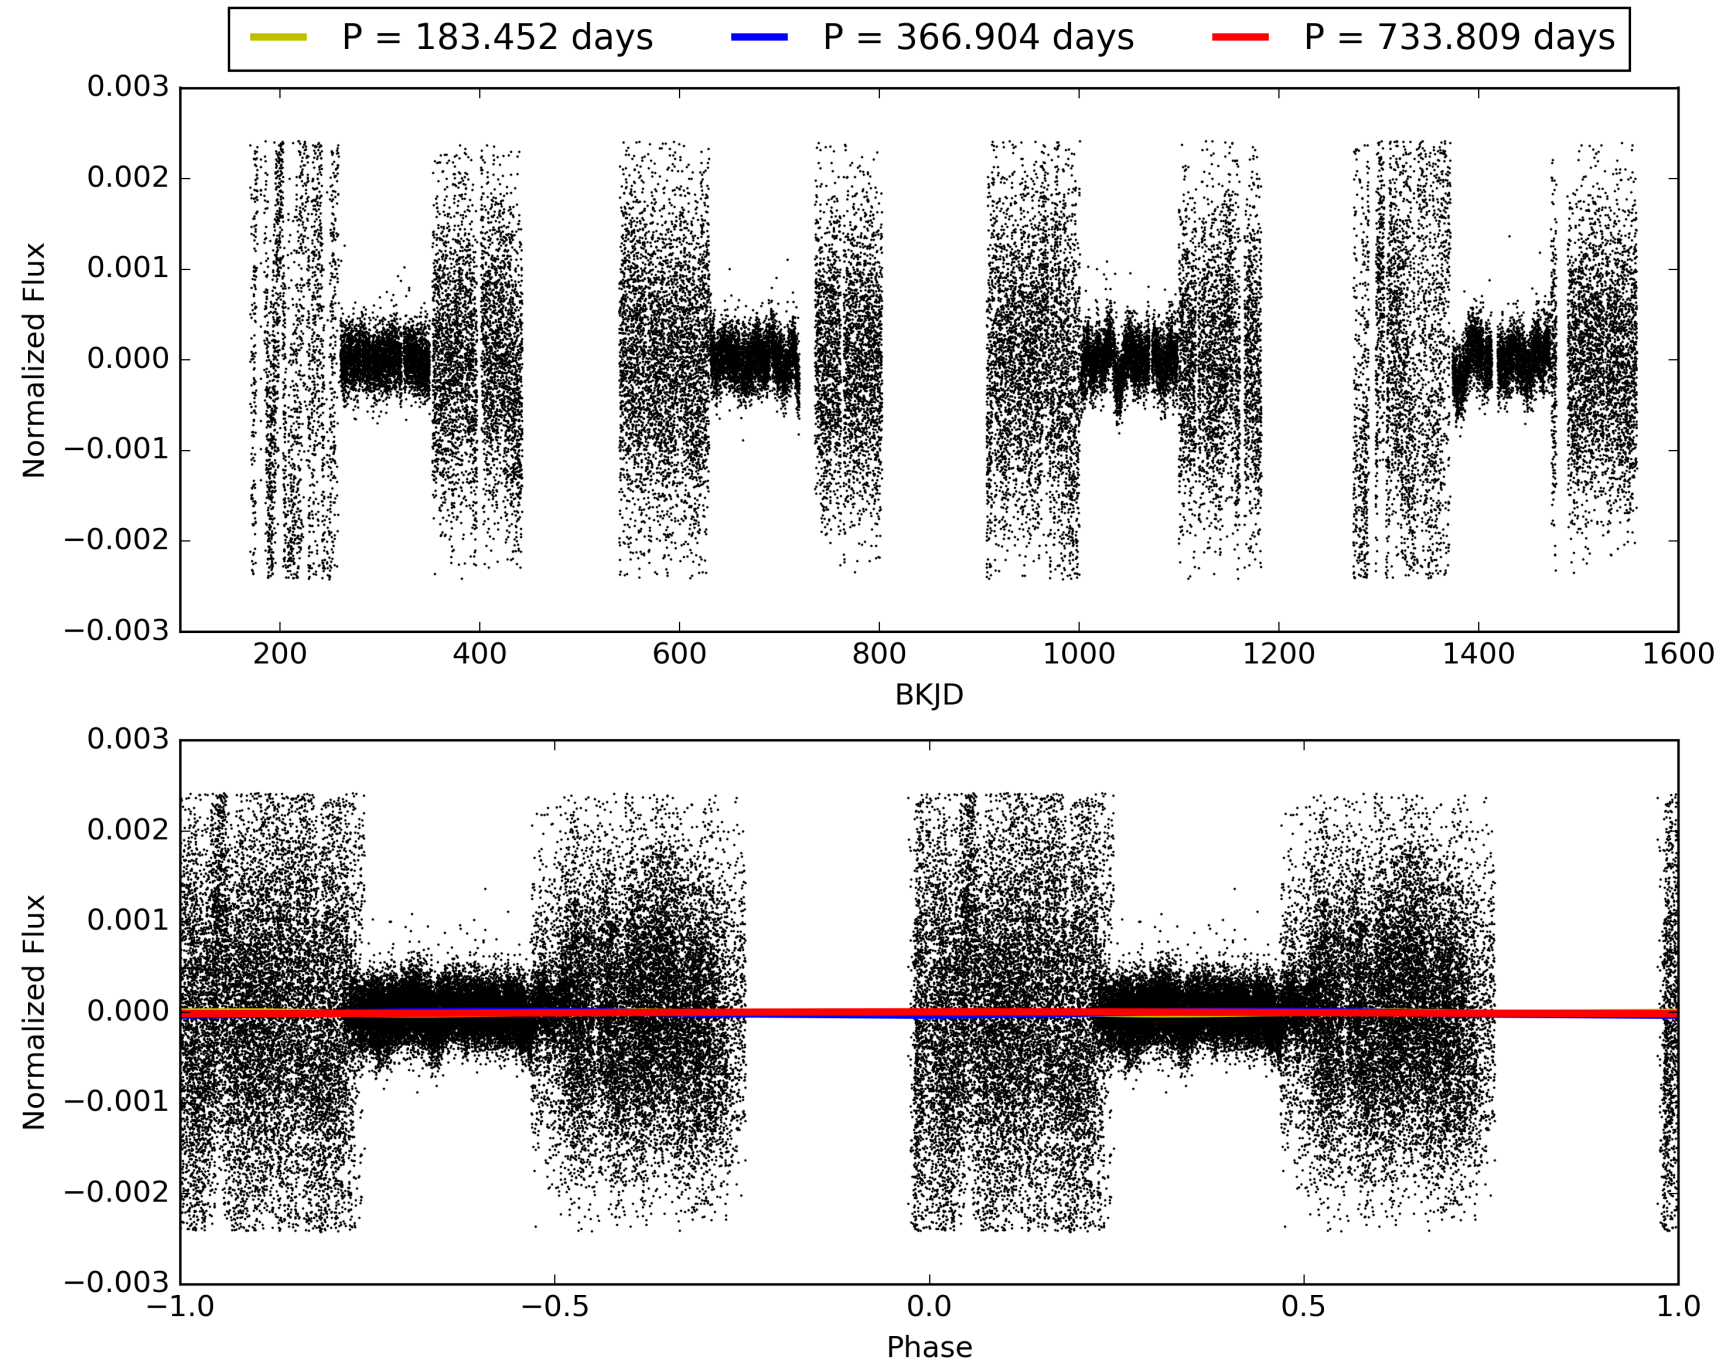 P = 183.452 days P = 366.904 days P = 733.809 days
0.003
0.002
0.001
0.000
−0.001
−0.002
−0.003
Normalized Flux
200 400 600 800 1000 1200 1400 1600
BKJD
0.003
0.002
0.001
0.000
−0.001
−0.002
−0.003
Normalized Flux
−1.0 −0.5 0.0 0.5 1.0
Phase